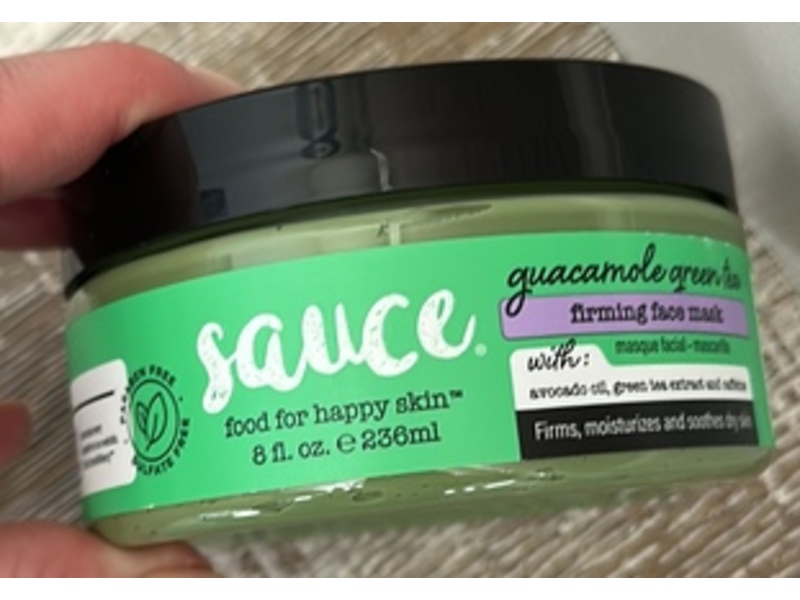 sauce®
food for happy skin™
8 fl. oz. ℮ 236ml
PARABEN FREE
SULFATE FREE
guacamole green tea
firming face mask
masque facial - mascarilla
with:
avocado oil, green tea extract and caffeine
Firms, moisturizes and soothes dry skin